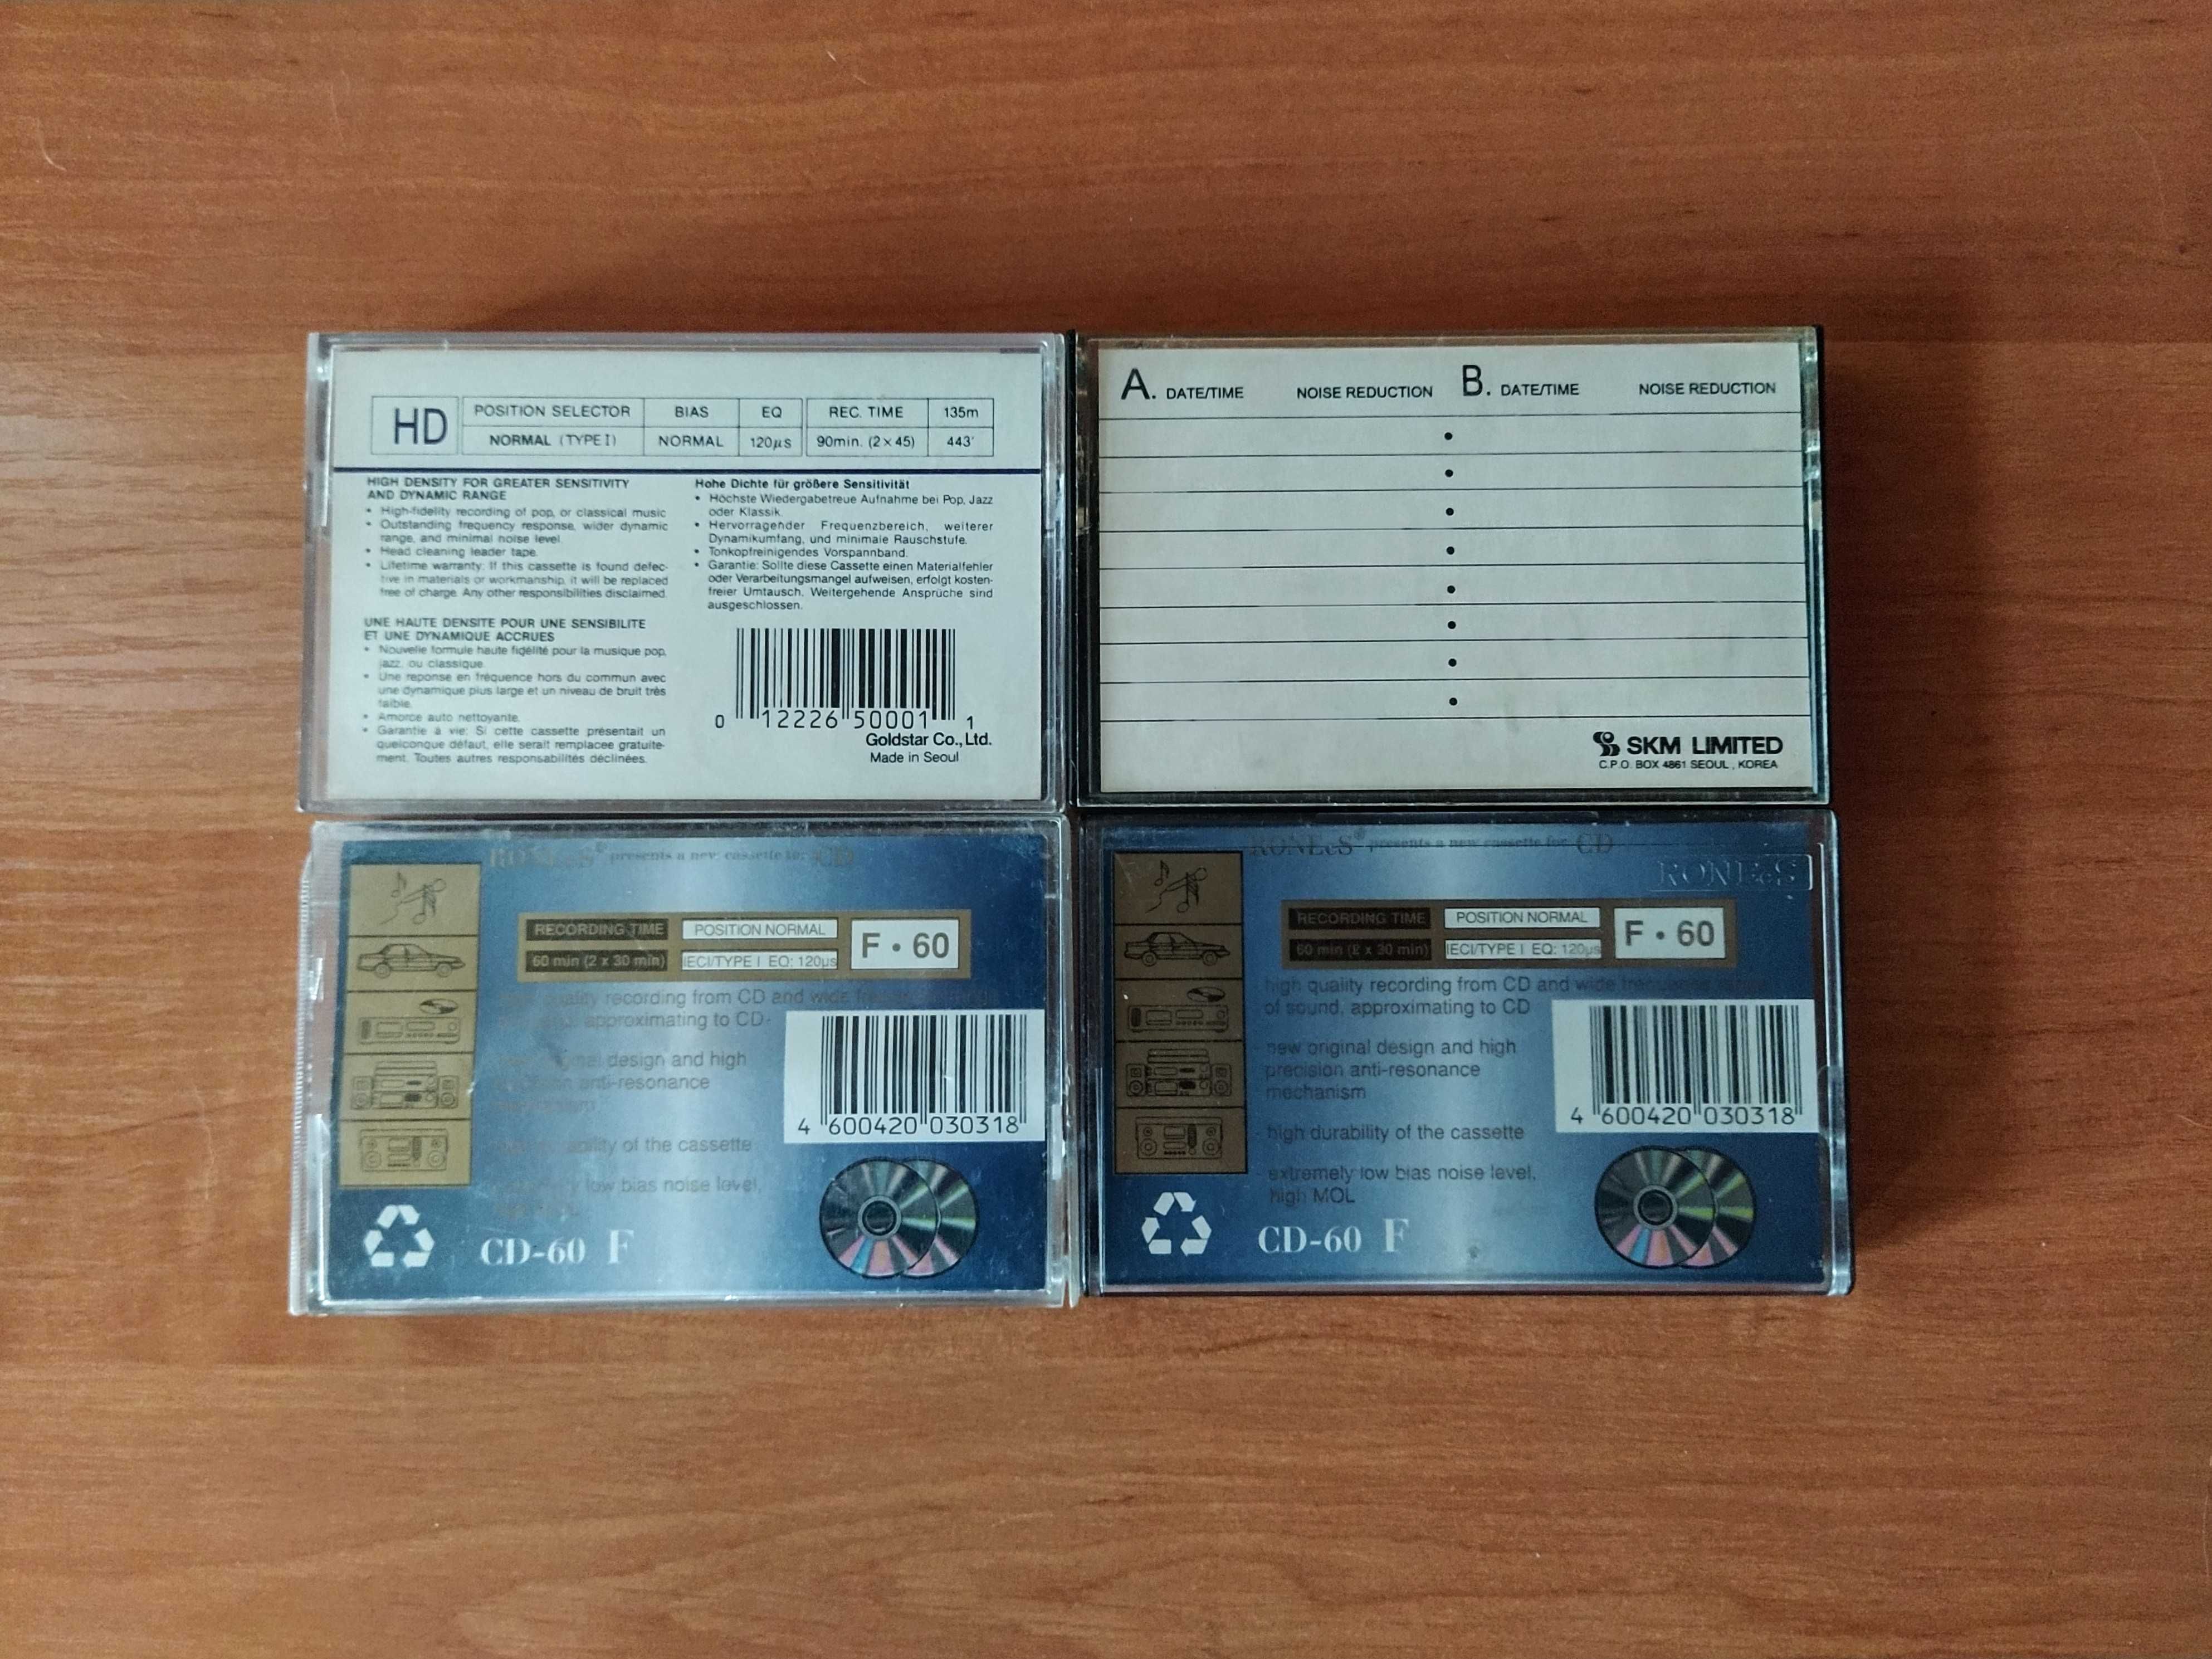 HD
POSITION SELECTOR BIAS EQ REC. TIME 135m
NORMAL (TYPE I) NORMAL 120µs 90min. (2×45) 443'
HIGH DENSITY FOR GREATER SENSITIVITY
AND DYNAMIC RANGE
• High-fidelity recording of pop, or classical music
• Outstanding frequency response, wider dynamic
range, and minimal noise level.
• Head cleaning leader tape.
• Lifetime warranty: If this cassette is found defec-
tive in materials or workmanship, it will be replaced
free of charge. Any other responsibilities disclaimed.
UNE HAUTE DENSITE POUR UNE SENSIBILITE
ET UNE DYNAMIQUE ACCRUES
• Nouvelle formule haute fidélité pour la musique pop,
jazz, ou classique.
• Une reponse en fréquence hors du commun avec
une dynamique plus large et un niveau de bruit très
faible.
• Amorce auto nettoyante.
• Garantie a vie: Si cette cassette présentait un
quelconque défaut, elle serait remplacee gratuite-
ment. Toutes autres responsabilités déclinées.
Hohe Dichte für größere Sensitivität
• Höchste Wiedergabetreue Aufnahme bei Pop, Jazz
oder Klassik.
• Hervorragender Frequenzbereich, weiterer
Dynamikumfang, und minimale Rauschstufe.
• Tonkopfreinigendes Vorspannband.
• Garantie: Sollte diese Cassette einen Materialfehler
oder Verarbeitungsmangel aufweisen, erfolgt kosten-
freier Umtausch. Weitergehende Ansprüche sind
ausgeschlossen.
0 12226 50001 1
Goldstar Co., Ltd.
Made in Seoul
A. DATE/TIME NOISE REDUCTION B. DATE/TIME NOISE REDUCTION
SKM LIMITED
C.P.O. BOX 4861 SEOUL, KOREA
RONEeS® presents a new cassette for CD
RECORDING TIME POSITION NORMAL
F • 60
60 min (2 x 30 min) IECI/TYPE I EQ: 120µs
quality recording from CD and wide
approximating to CD-
design and high
anti-resonance
of the cassette
low bias noise level,
4 600420 030318
CD-60 F
RONEeS® presents a new cassette for CD
RONEeS
RECORDING TIME POSITION NORMAL
F • 60
60 min (2 x 30 min) IECI/TYPE I EQ: 120µs
high quality recording from CD and wide
of sound, approximating to CD
new original design and high
precision anti-resonance
mechanism
high durability of the cassette
extremely low bias noise level,
high MOL
4 600420 030318
CD-60 F